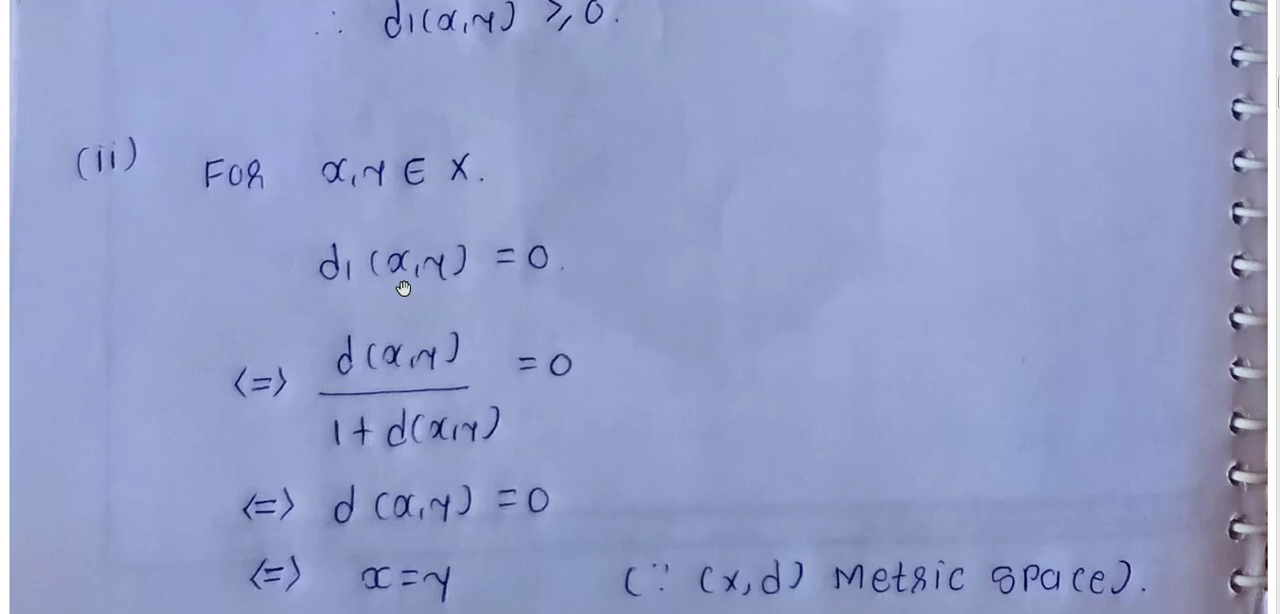 ∴ d₁(x,y) ≥ 0.
(ii) For x,y ∈ X.
d₁(x,y) = 0.
<=> d(x,y) / 1+d(x,y) = 0
<=> d(x,y) = 0
<=> x=y (∵ (x,d) Metric space).